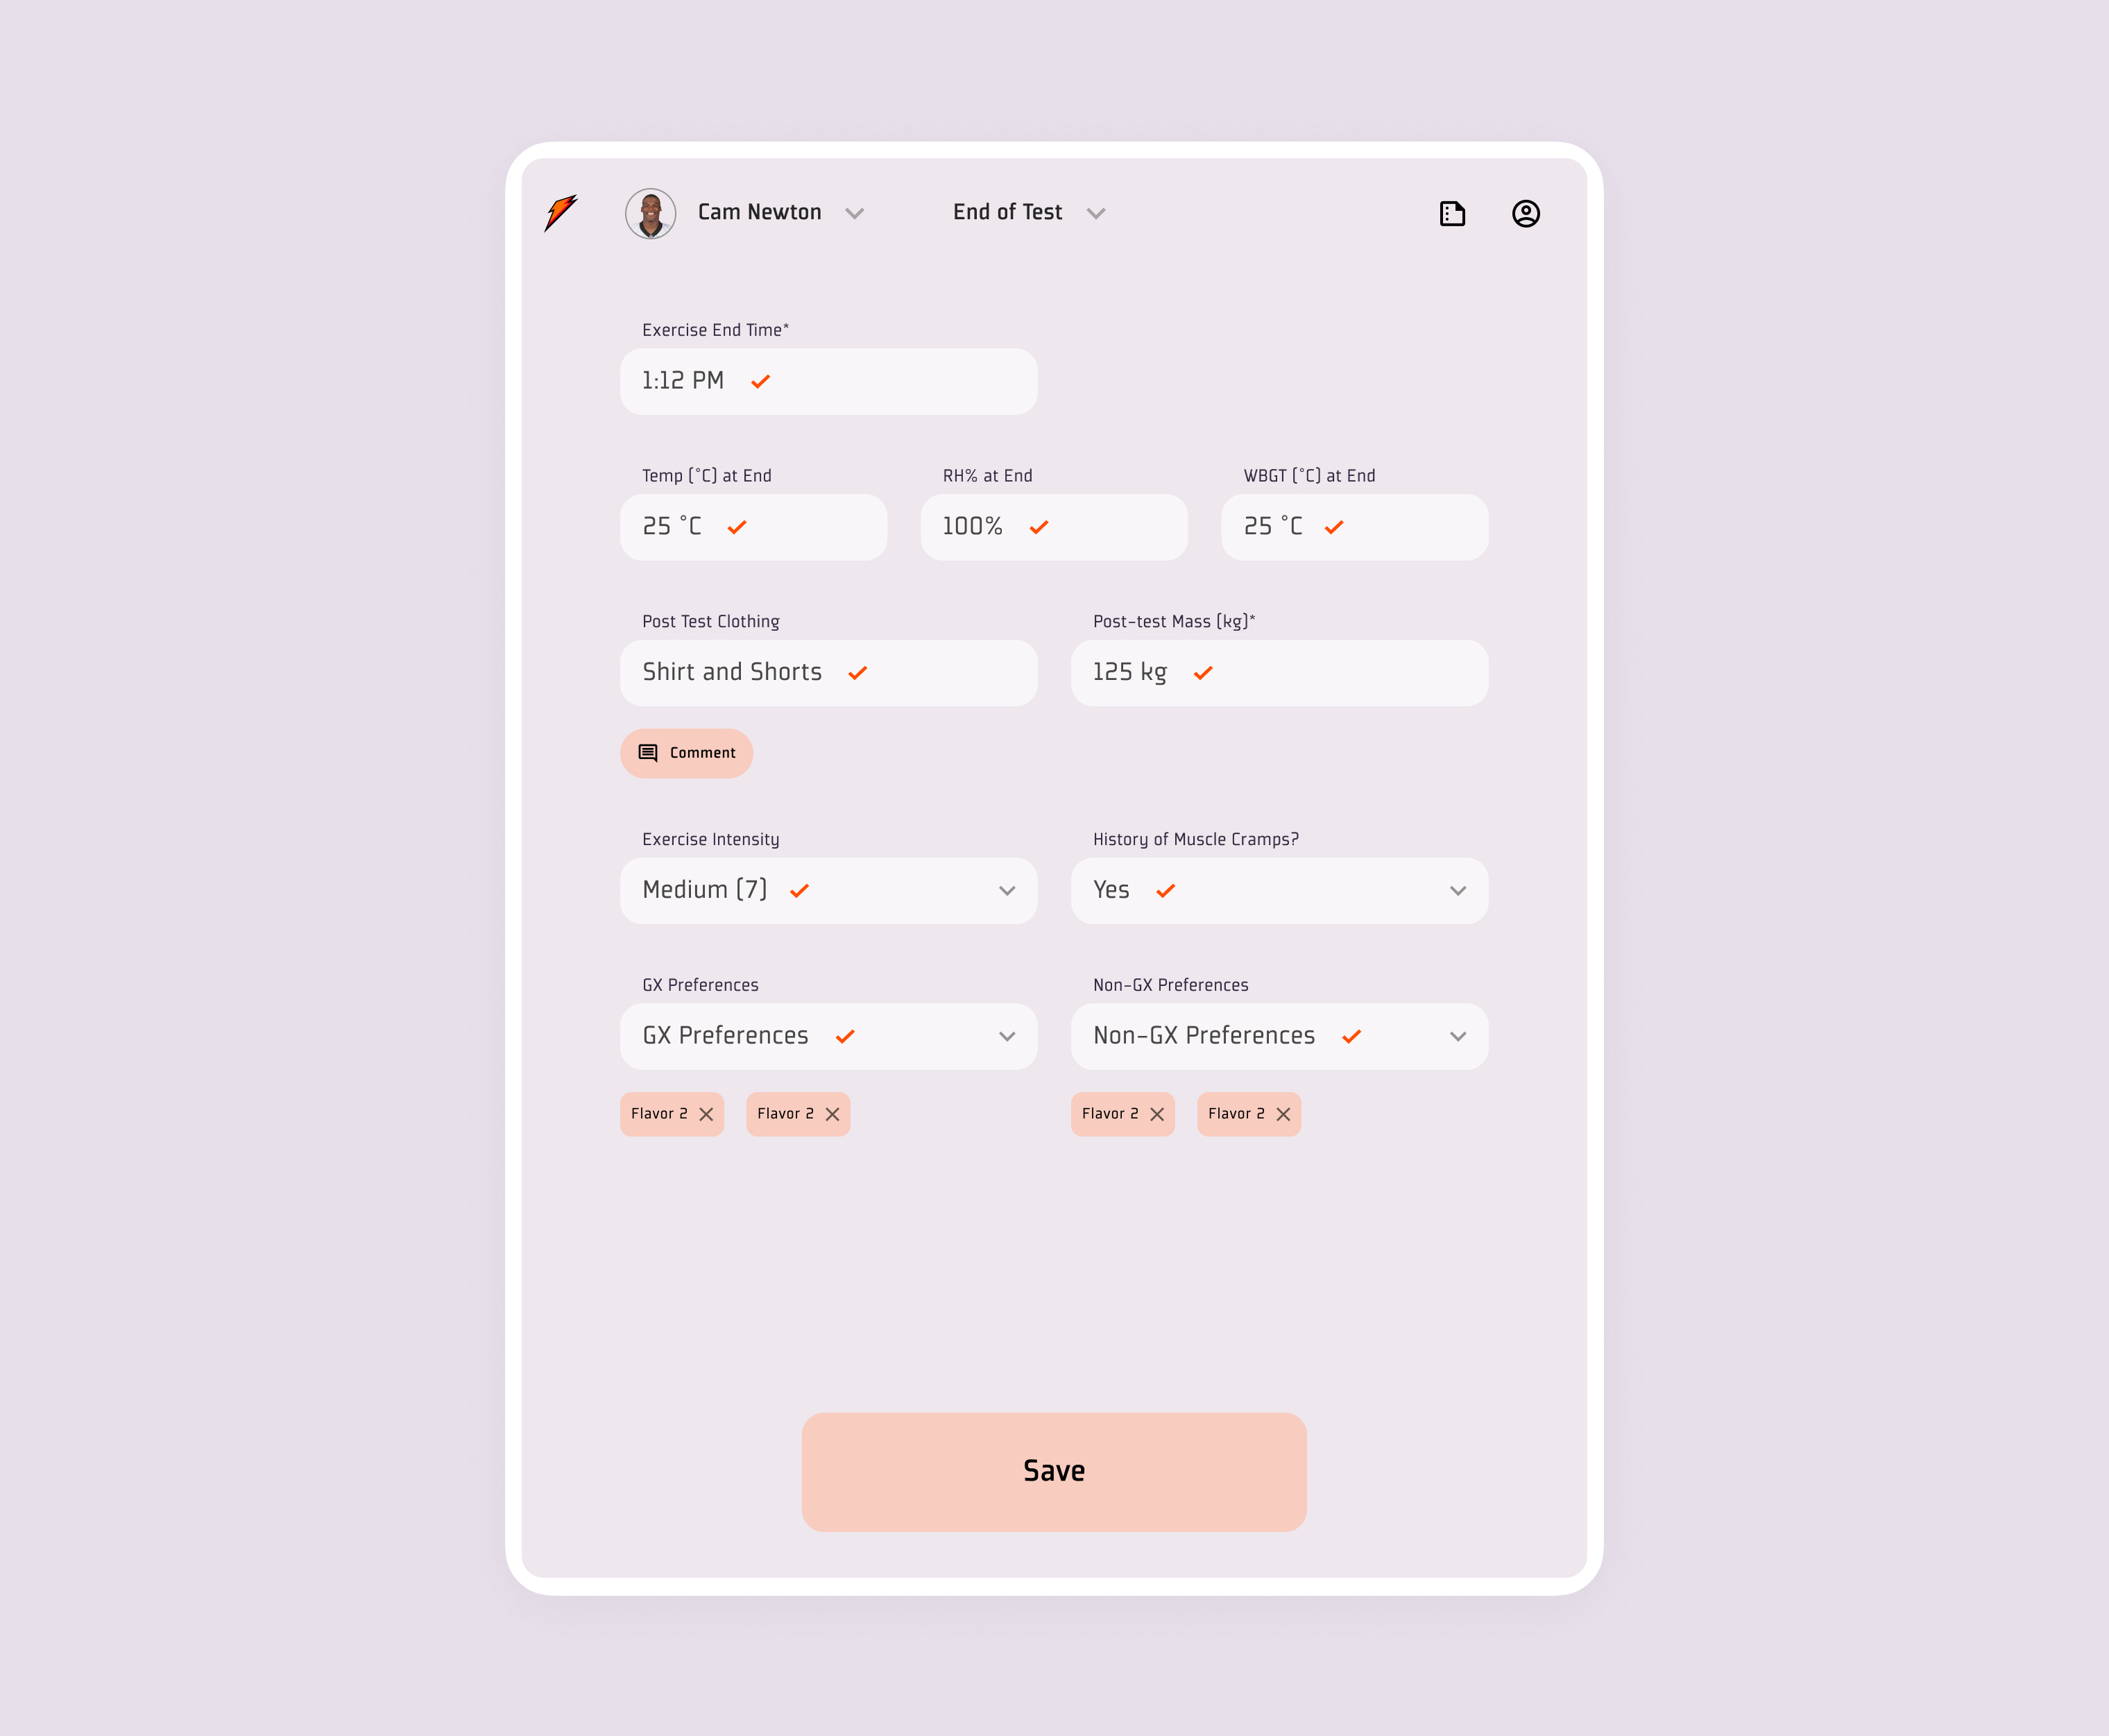 Cam Newton
End of Test
Exercise End Time*
1:12 PM
Temp (°C) at End
RH% at End
WBGT (°C) at End
25 °C
100%
25 °C
Post Test Clothing
Post-test Mass (kg)*
Shirt and Shorts
125 kg
Comment
Exercise Intensity
History of Muscle Cramps?
Medium (7)
Yes
GX Preferences
Non-GX Preferences
GX Preferences
Non-GX Preferences
Flavor 2
Flavor 2
Flavor 2
Flavor 2
Save